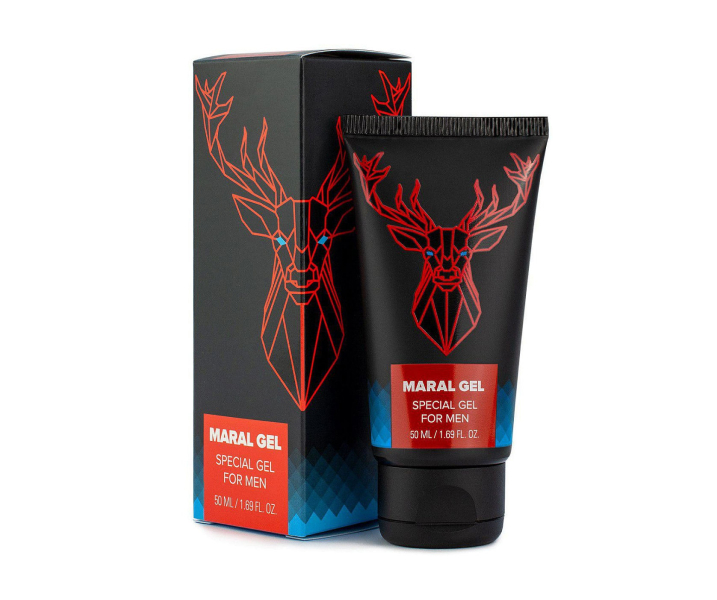 MARAL GEL
SPECIAL GEL
FOR MEN
50 ML / 1.69 FL. OZ.
MARAL GEL
SPECIAL GEL
FOR MEN
50 ML / 1.69 FL. OZ.